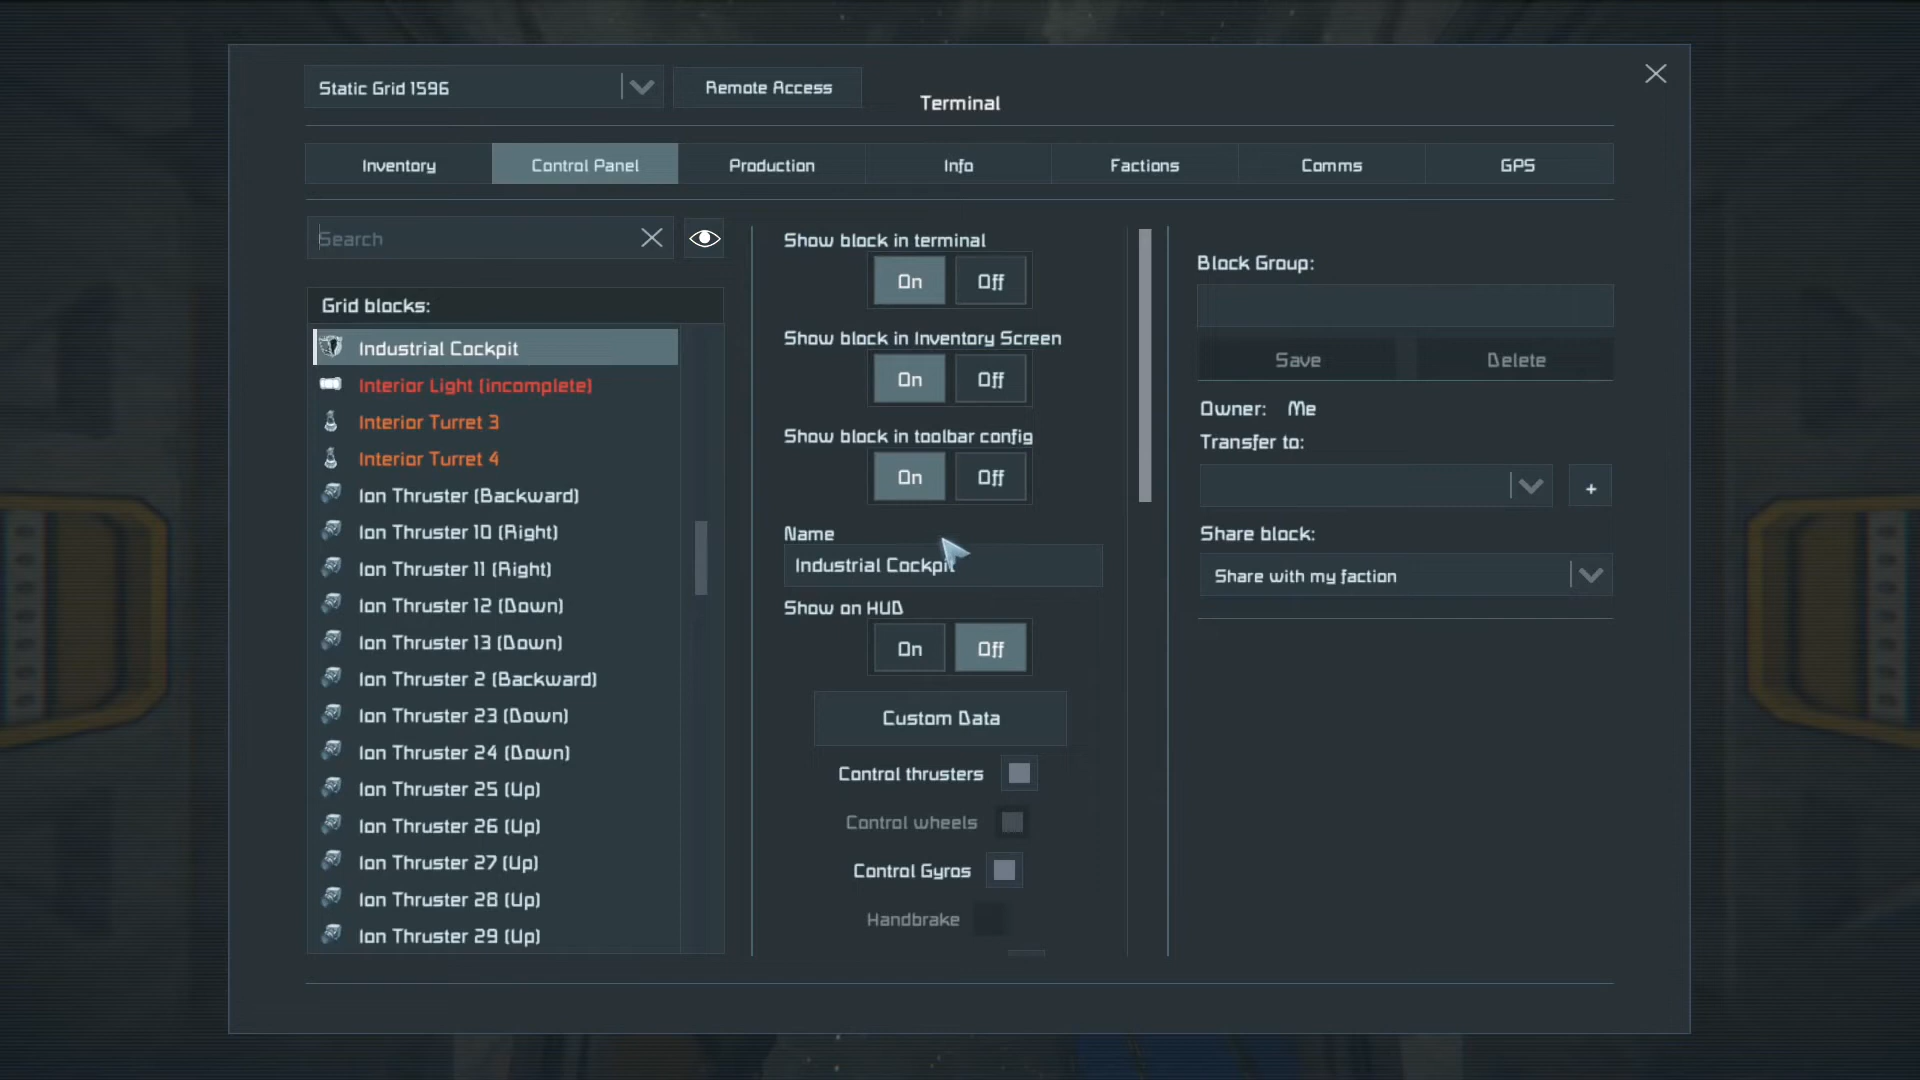 Static Grid 1596
Remote Access
Terminal
Inventory
Control Panel
Production
Info
Factions
Comms
GPS
Search
Grid blocks:
Industrial Cockpit
Interior Light (incomplete)
Interior Turret 3
Interior Turret 4
Ion Thruster (Backward)
Ion Thruster 10 (Right)
Ion Thruster 11 (Right)
Ion Thruster 12 (Down)
Ion Thruster 13 (Down)
Ion Thruster 2 (Backward)
Ion Thruster 23 (Down)
Ion Thruster 24 (Down)
Ion Thruster 25 (Up)
Ion Thruster 26 (Up)
Ion Thruster 27 (Up)
Ion Thruster 28 (Up)
Ion Thruster 29 (Up)
Show block in terminal
On Off
Show block in Inventory Screen
On Off
Show block in toolbar config
On Off
Name
Industrial Cockpit
Show on HUD
On Off
Custom Data
Control thrusters
Control wheels
Control Gyros
Handbrake
Block Group:
Save
Delete
Owner: Me
Transfer to:
+
Share block:
Share with my faction